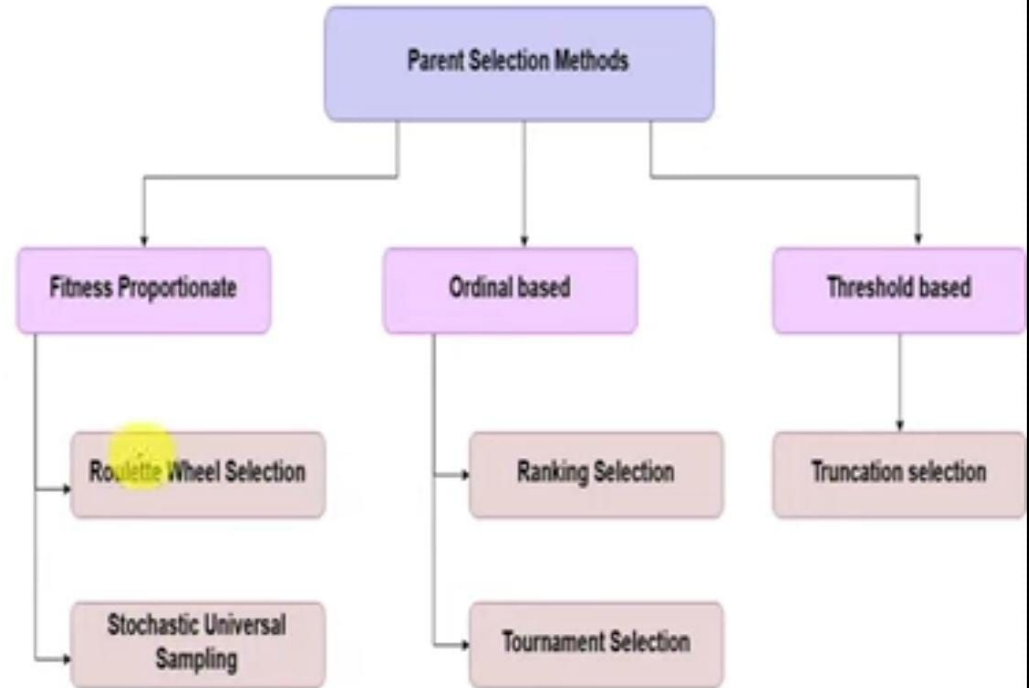 Parent Selection Methods
Fitness Proportionate
Ordinal based
Threshold based
Roulette Wheel Selection
Ranking Selection
Truncation selection
Stochastic Universal
Sampling
Tournament Selection